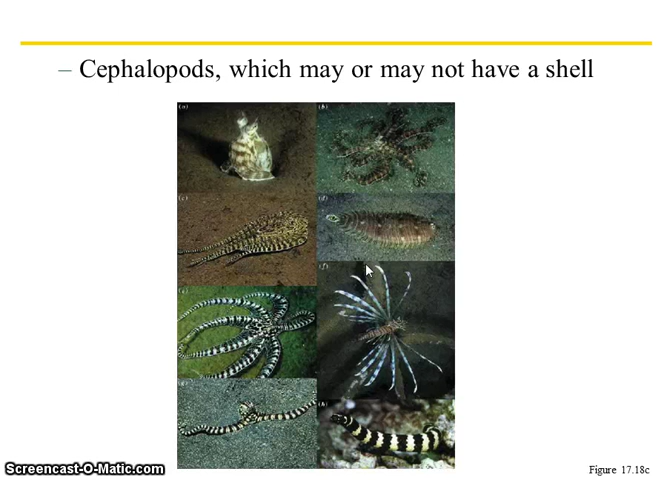 – Cephalopods, which may or may not have a shell
(a)
(b)
(c)
(d)
(f)
(h)
Screencast-O-Matic.com
Figure 17.18c